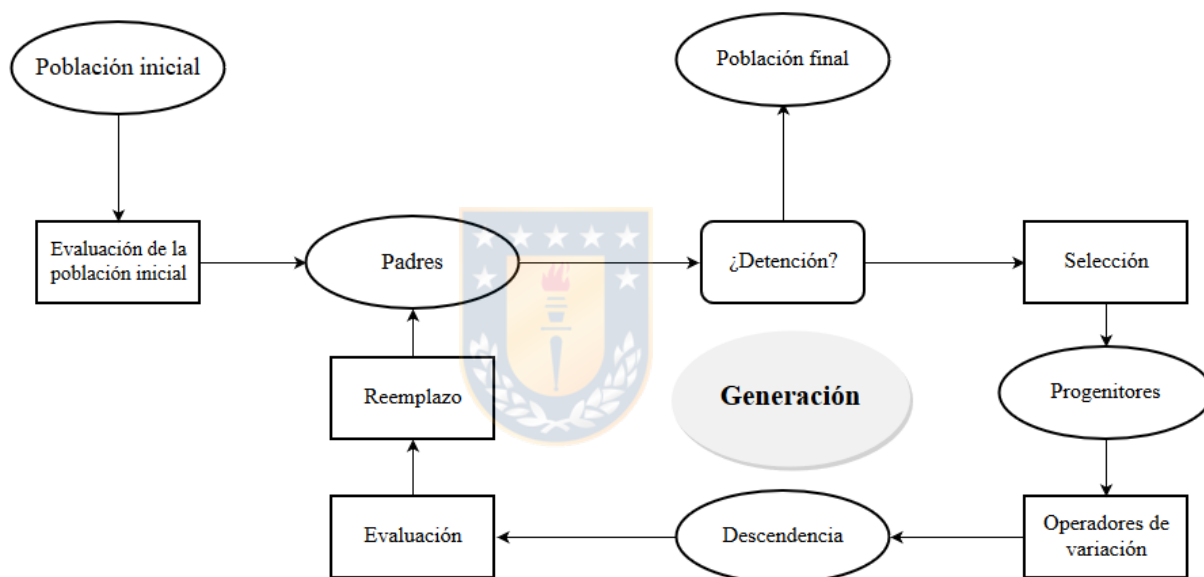 Población inicial
Población final
Evaluación de la
población inicial
Padres
¿Detención?
Selección
Reemplazo
Generación
Progenitores
Evaluación
Descendencia
Operadores de
variación